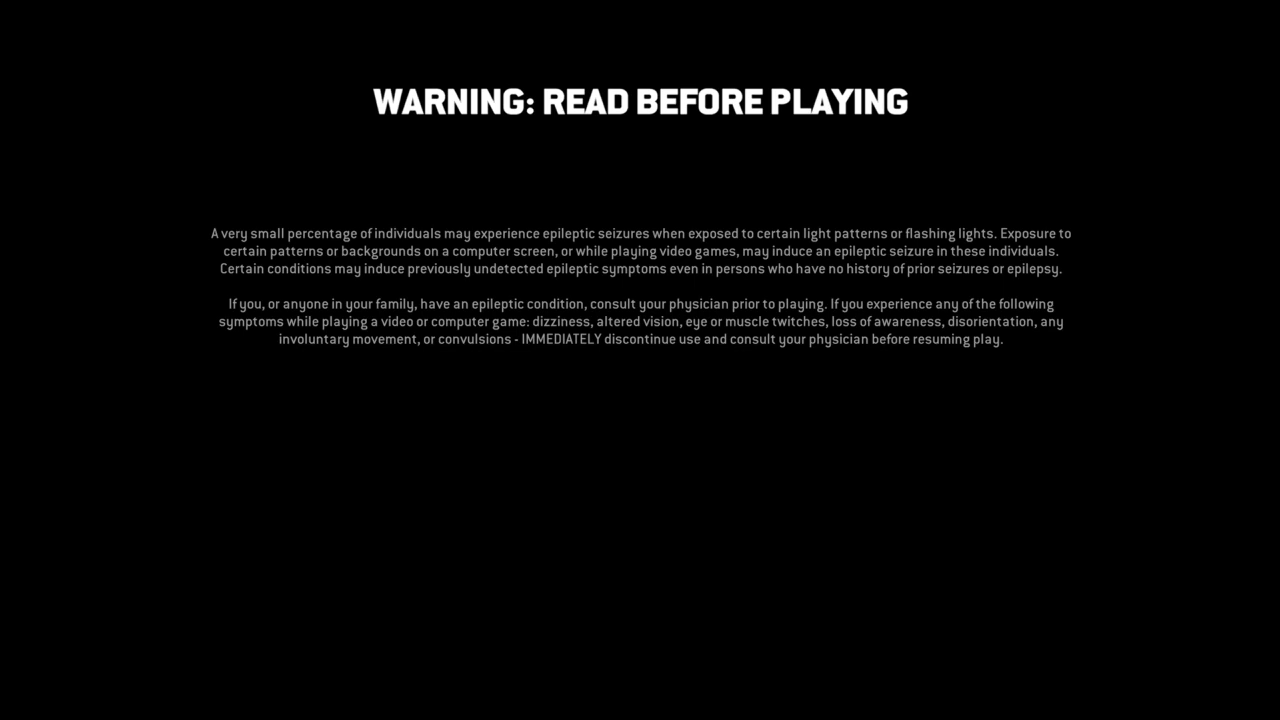 WARNING: READ BEFORE PLAYING
A very small percentage of individuals may experience epileptic seizures when exposed to certain light patterns or flashing lights. Exposure to
certain patterns or backgrounds on a computer screen, or while playing video games, may induce an epileptic seizure in these individuals.
Certain conditions may induce previously undetected epileptic symptoms even in persons who have no history of prior seizures or epilepsy.
If you, or anyone in your family, have an epileptic condition, consult your physician prior to playing. If you experience any of the following
symptoms while playing a video or computer game: dizziness, altered vision, eye or muscle twitches, loss of awareness, disorientation, any
involuntary movement, or convulsions - IMMEDIATELY discontinue use and consult your physician before resuming play.